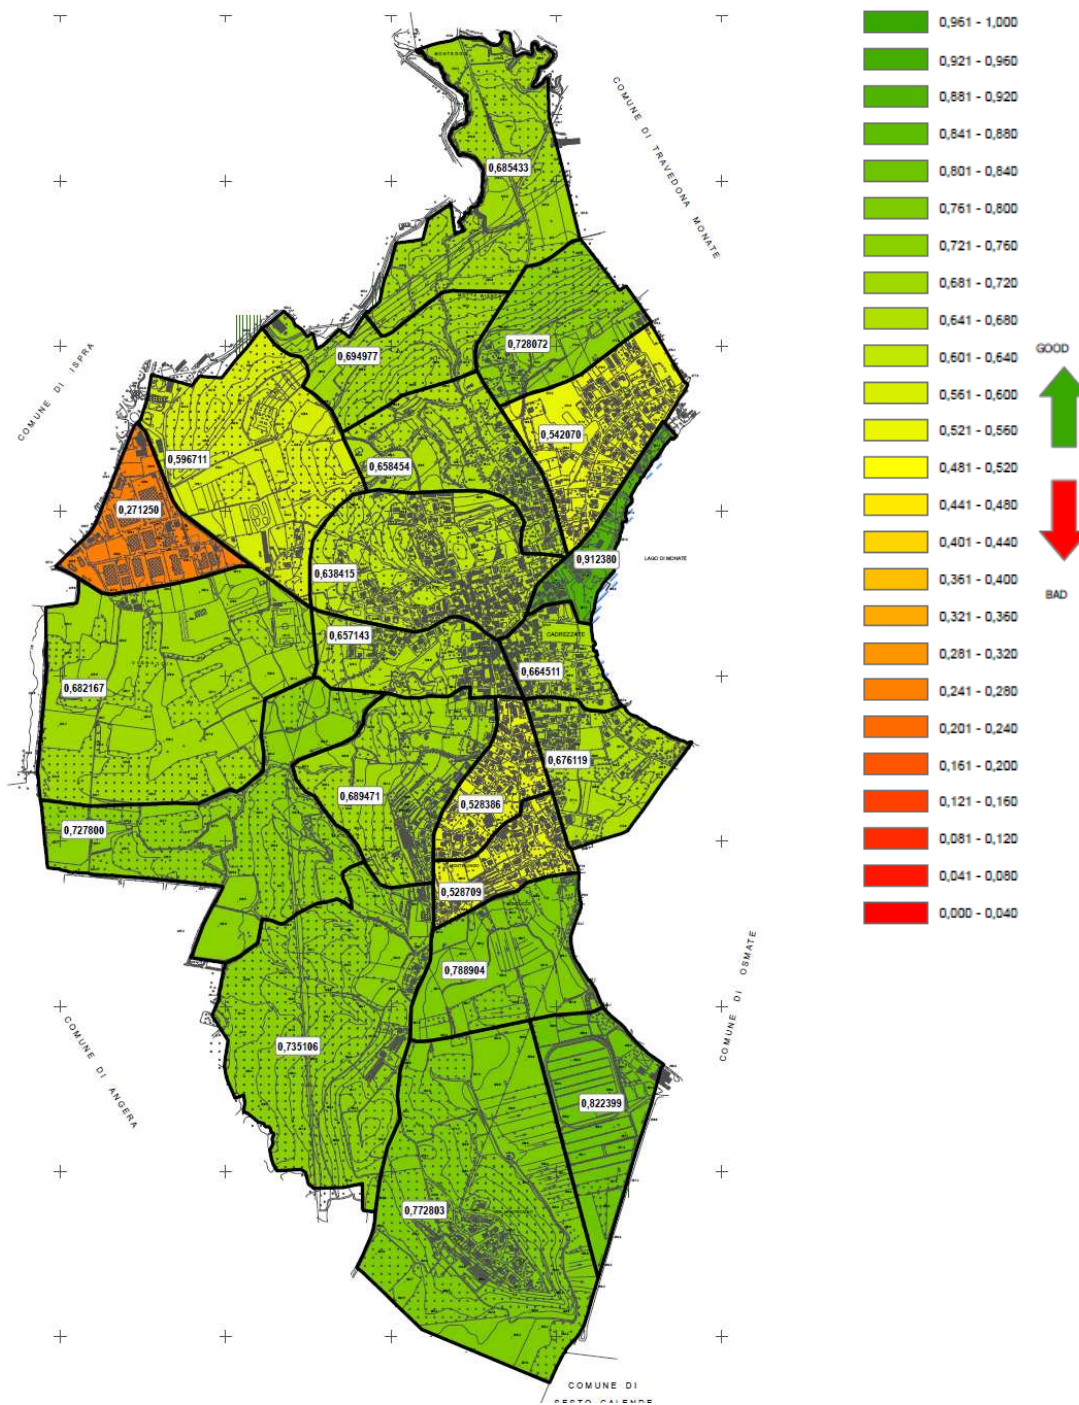 0,961 - 1,000
0,921 - 0,960
0,881 - 0,920
0,841 - 0,880
0,801 - 0,840
0,761 - 0,800
0,721 - 0,760
0,681 - 0,720
0,641 - 0,680
0,601 - 0,640
0,561 - 0,600
0,521 - 0,560
0,481 - 0,520
0,441 - 0,480
0,401 - 0,440
0,361 - 0,400
0,321 - 0,360
0,281 - 0,320
0,241 - 0,280
0,201 - 0,240
0,161 - 0,200
0,121 - 0,160
0,081 - 0,120
0,041 - 0,080
0,000 - 0,040
GOOD
BAD
COMUNE DI TRAVEDONA MONATE
0,685433
0,728072
0,694977
COMUNE DI ISPRA
0,542070
0,596711
0,658454
0,271250
0,912380
LAGO DI MONATE
0,638415
0,657143
CADREZZATE
0,664511
0,682167
0,676119
0,689471
0,528386
0,727800
0,528709
0,788904
COMUNE DI OSMATE
0,735106
COMUNE DI ANGERA
0,822399
0,772803
COMUNE DI
SESTO CALENDE